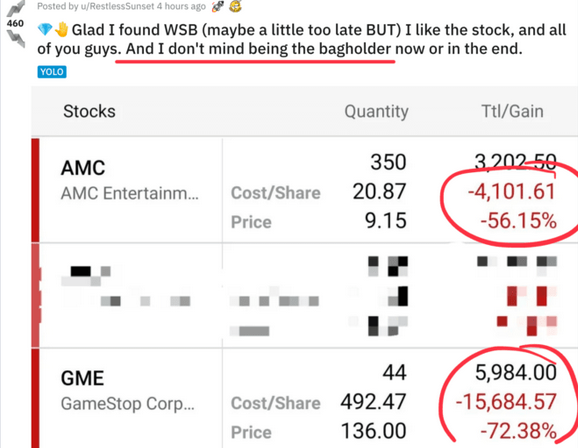 Posted by u/RestlessSunset 4 hours ago
460
💎🤚 Glad I found WSB (maybe a little too late BUT) I like the stock, and all
of you guys. And I don't mind being the bagholder now or in the end.
YOLO
Stocks Quantity Ttl/Gain
AMC 350 3,202.50
AMC Entertainm... Cost/Share 20.87 -4,101.61
Price 9.15 -56.15%
GME 44 5,984.00
GameStop Corp... Cost/Share 492.47 -15,684.57
Price 136.00 -72.38%